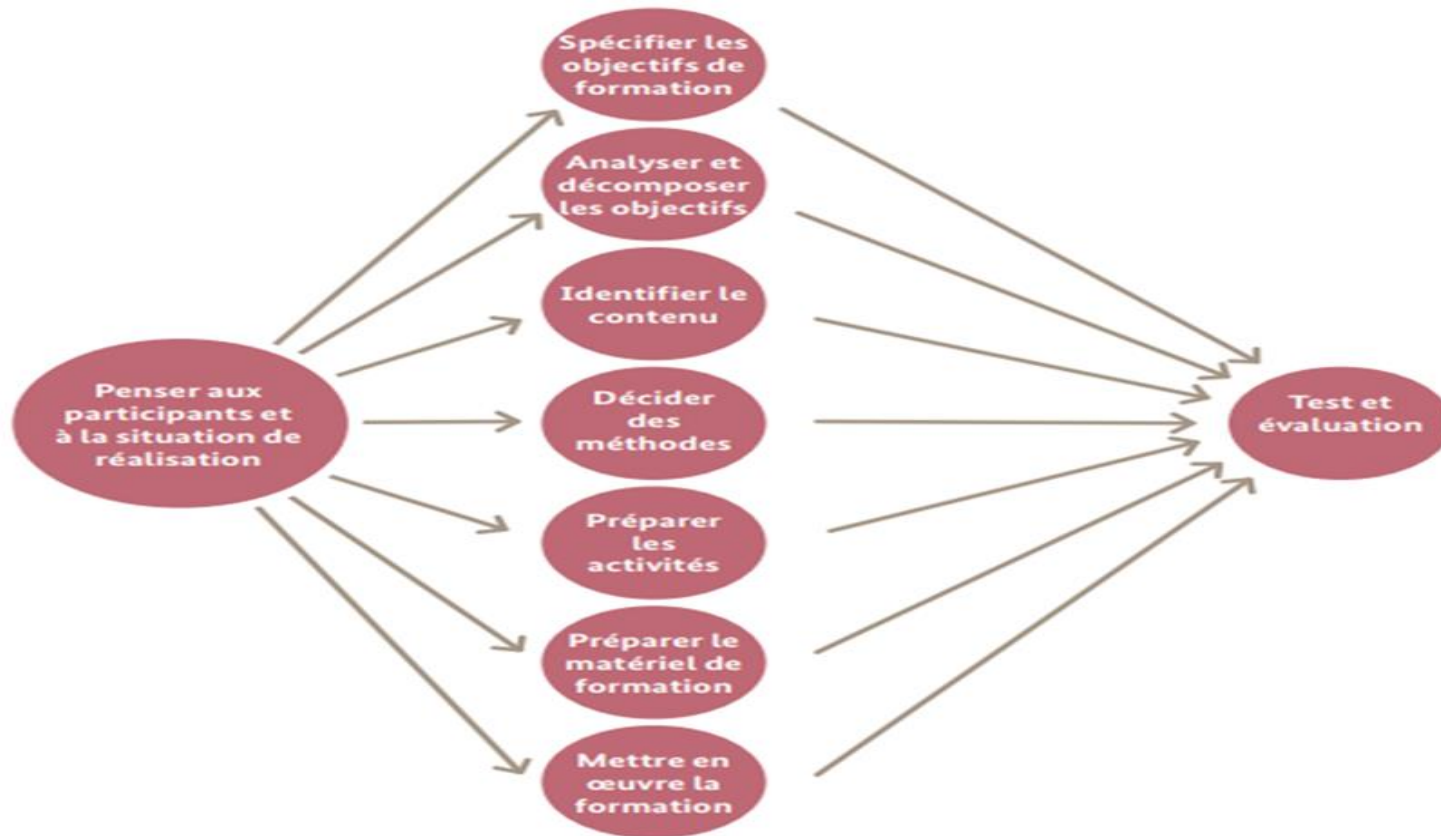 Penser aux
participants et
à la situation de
réalisation
Spécifier les
objectifs de
formation
Analyser et
décomposer
les objectifs
Identifier le
contenu
Décider
des
méthodes
Préparer
les
activités
Préparer le
matériel de
formation
Mettre en
œuvre la
formation
Test et
évaluation